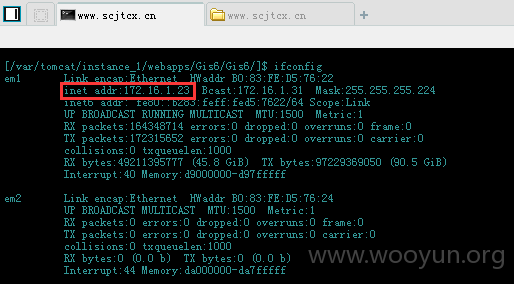 www.scjtcx.cn
www.scjtcx.cn
[/var/tomcat/instance_1/webapps/Gis6/Gis6/]$ ifconfig
em1 Link encap:Ethernet HWaddr B0:83:FE:D5:76:22
inet addr:172.16.1.23 Bcast:172.16.1.31 Mask:255.255.255.224
inet6 addr: fe80::b283:feff:fed5:7622/64 Scope:Link
UP BROADCAST RUNNING MULTICAST MTU:1500 Metric:1
RX packets:164348714 errors:0 dropped:0 overruns:0 frame:0
TX packets:172315652 errors:0 dropped:0 overruns:0 carrier:0
collisions:0 txqueuelen:1000
RX bytes:49211395777 (45.8 GiB) TX bytes:97229369050 (90.5 GiB)
Interrupt:40 Memory:d9000000-d97fffff
em2 Link encap:Ethernet HWaddr B0:83:FE:D5:76:24
UP BROADCAST MULTICAST MTU:1500 Metric:1
RX packets:0 errors:0 dropped:0 overruns:0 frame:0
TX packets:0 errors:0 dropped:0 overruns:0 carrier:0
collisions:0 txqueuelen:1000
RX bytes:0 (0.0 b) TX bytes:0 (0.0 b)
Interrupt:44 Memory:da000000-da7fffff
www.wooyun.org